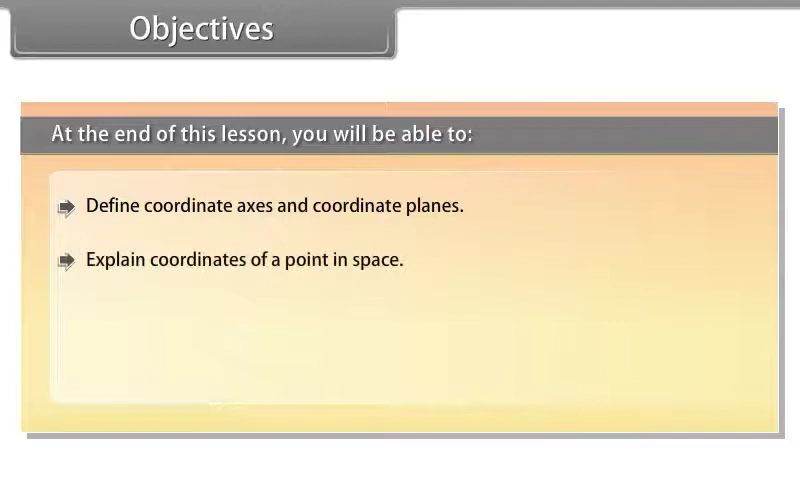 Objectives
At the end of this lesson, you will be able to:
Define coordinate axes and coordinate planes.
Explain coordinates of a point in space.